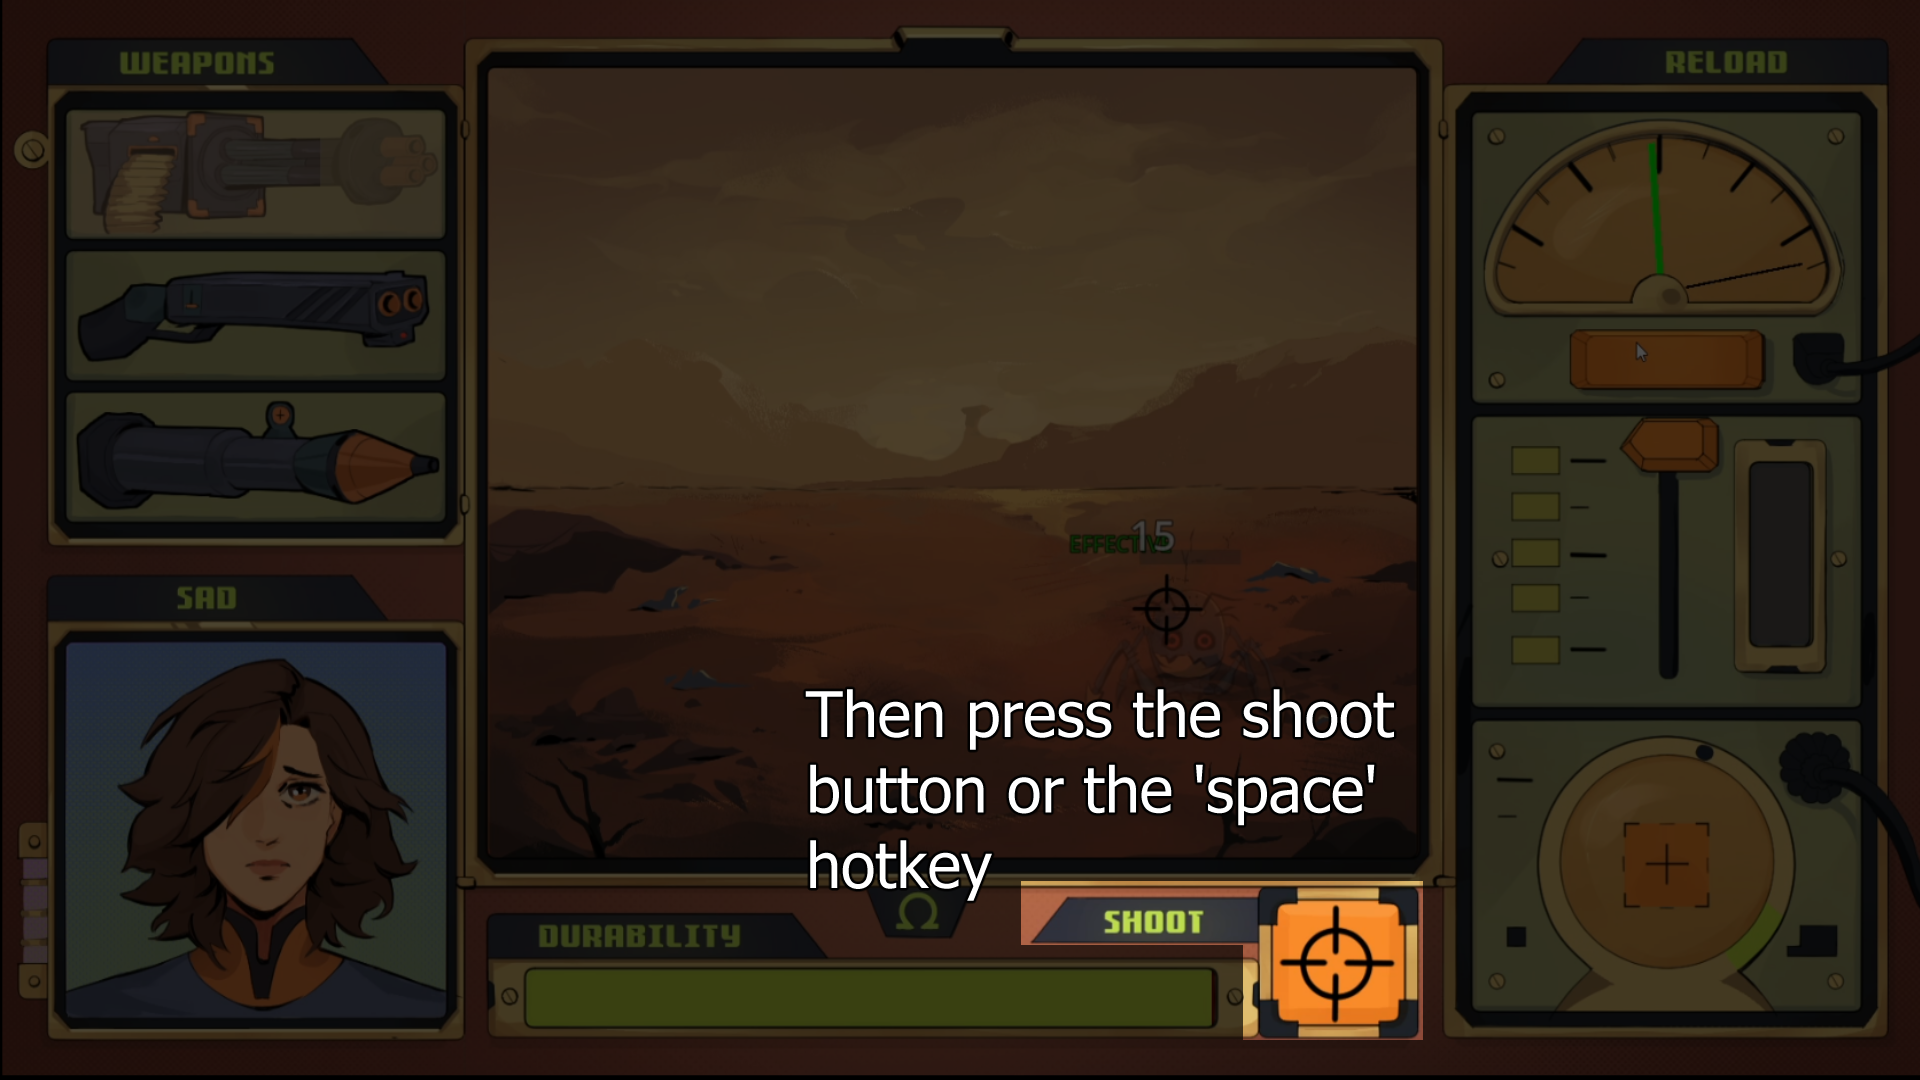 WEAPONS
RELOAD
15
EFFECTIVE
SAD
Then press the shoot
button or the 'space'
hotkey
Ω
SHOOT
DURABILITY